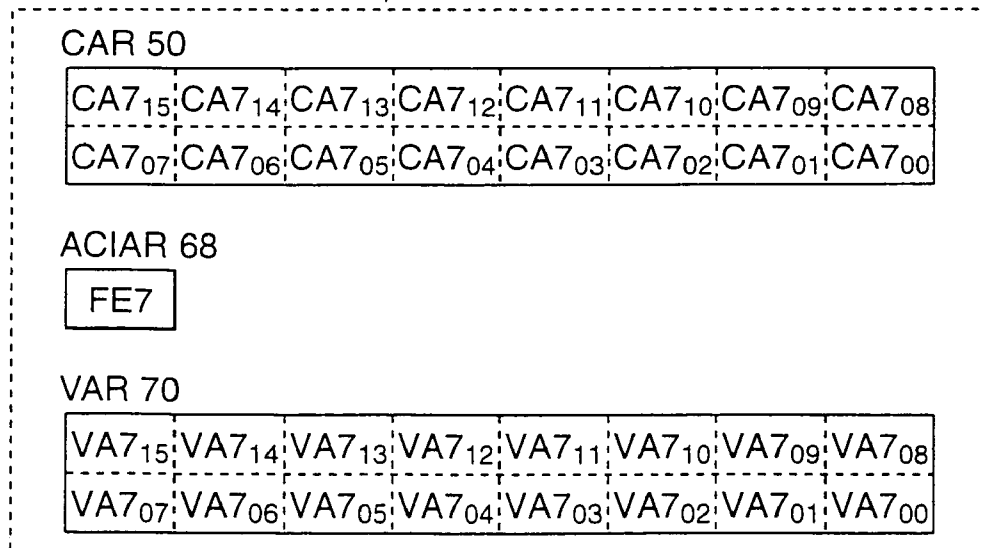 CAR 50
CA7₁₅ CA7₁₄ CA7₁₃ CA7₁₂ CA7₁₁ CA7₁₀ CA7₀₉ CA7₀₈
CA7₀₇ CA7₀₆ CA7₀₅ CA7₀₄ CA7₀₃ CA7₀₂ CA7₀₁ CA7₀₀
ACIAR 68
FE7
VAR 70
VA7₁₅ VA7₁₄ VA7₁₃ VA7₁₂ VA7₁₁ VA7₁₀ VA7₀₉ VA7₀₈
VA7₀₇ VA7₀₆ VA7₀₅ VA7₀₄ VA7₀₃ VA7₀₂ VA7₀₁ VA7₀₀